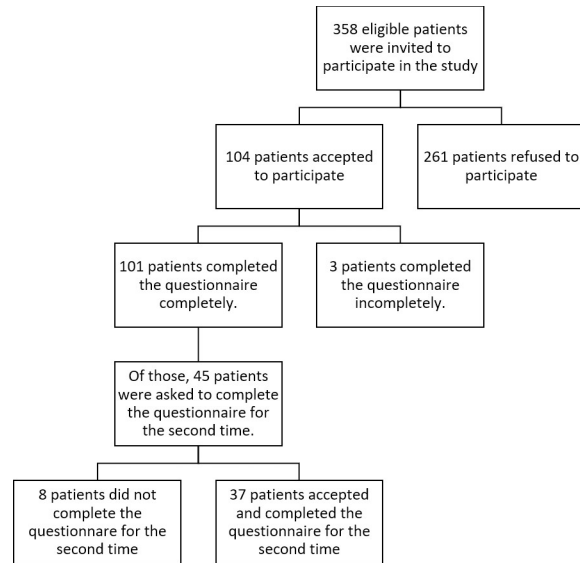 358 eligible patients
were invited to
participate in the study
104 patients accepted
to participate
261 patients refused to
participate
101 patients completed
the questionnaire
completely.
3 patients completed
the questionnaire
incompletely.
Of those, 45 patients
were asked to complete
the questionnaire for
the second time.
8 patients did not
complete the
questionnare for the
second time
37 patients accepted
and completed the
questionnaire for the
second time